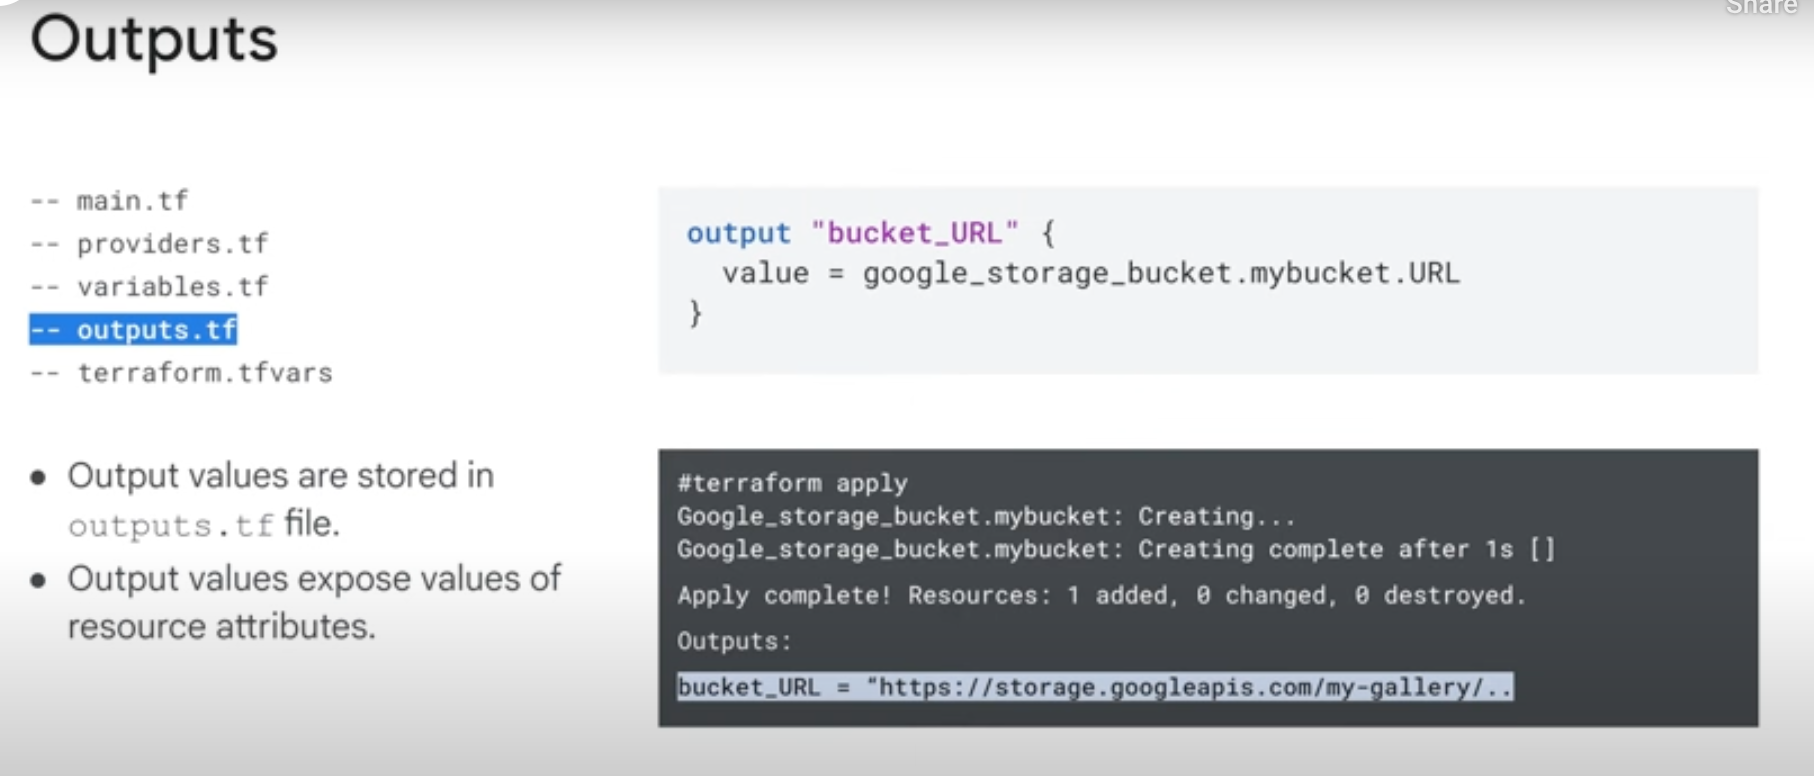 Share
Outputs
-- main.tf
-- providers.tf
-- variables.tf
-- outputs.tf
-- terraform.tfvars
output "bucket_URL" {
value = google_storage_bucket.mybucket.URL
}
● Output values are stored in
outputs.tf file.
● Output values expose values of
resource attributes.
#terraform apply
Google_storage_bucket.mybucket: Creating...
Google_storage_bucket.mybucket: Creating complete after 1s []
Apply complete! Resources: 1 added, 0 changed, 0 destroyed.
Outputs:
bucket_URL = "https://storage.googleapis.com/my-gallery/..